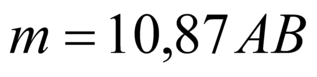 m = 10,87 AB